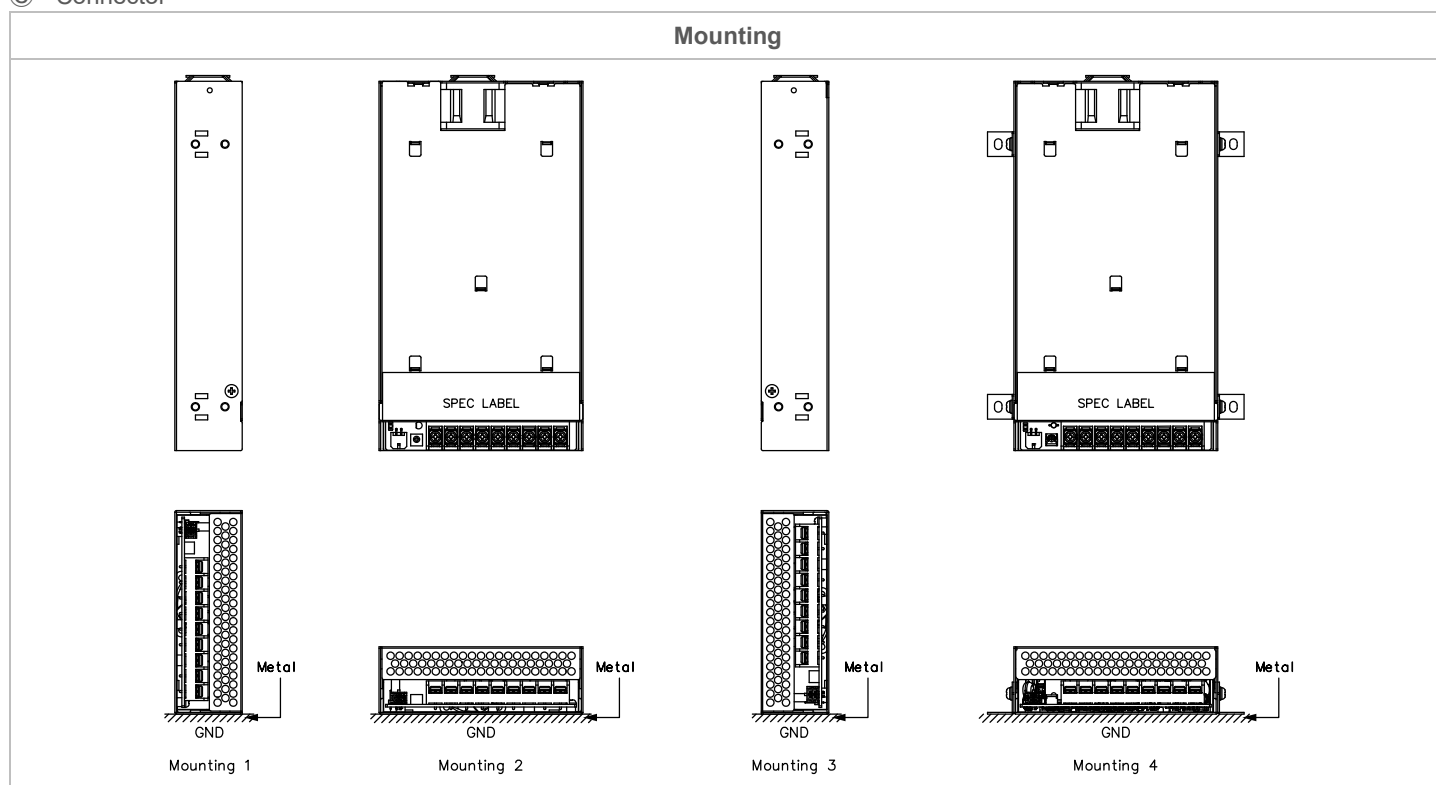 ③ Connector
Mounting
SPEC LABEL
SPEC LABEL
Metal
Metal
Metal
Metal
GND
GND
GND
GND
Mounting 1
Mounting 2
Mounting 3
Mounting 4